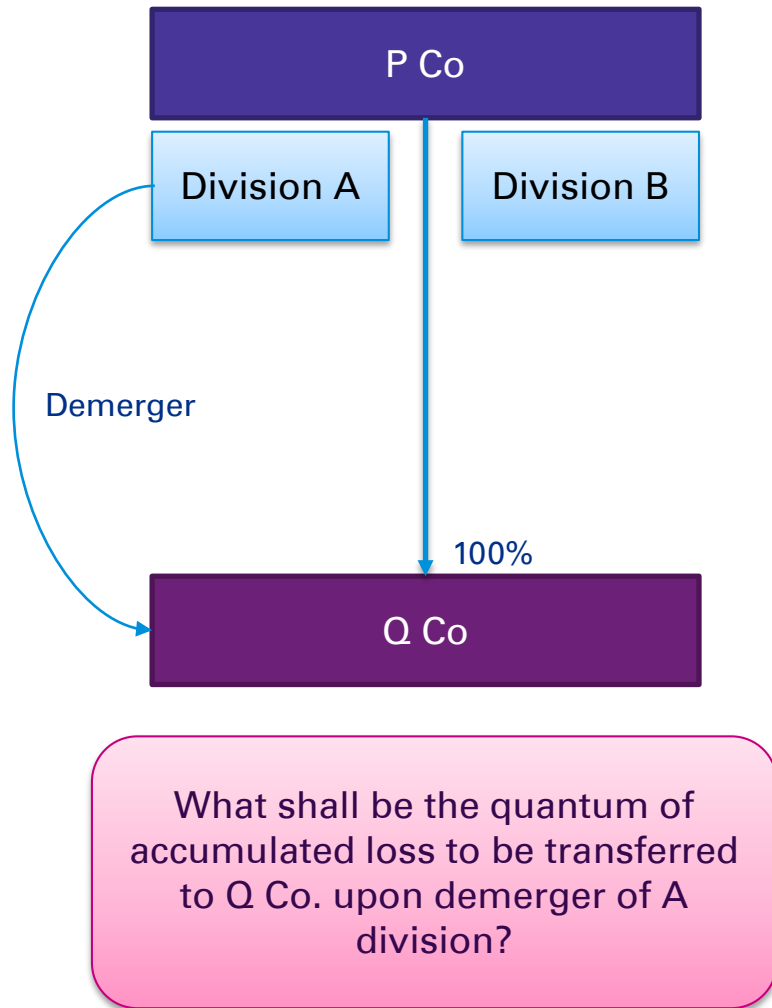 P Co
Division A
Division B
Demerger
100%
Q Co
What shall be the quantum of
accumulated loss to be transferred
to Q Co. upon demerger of A
division?